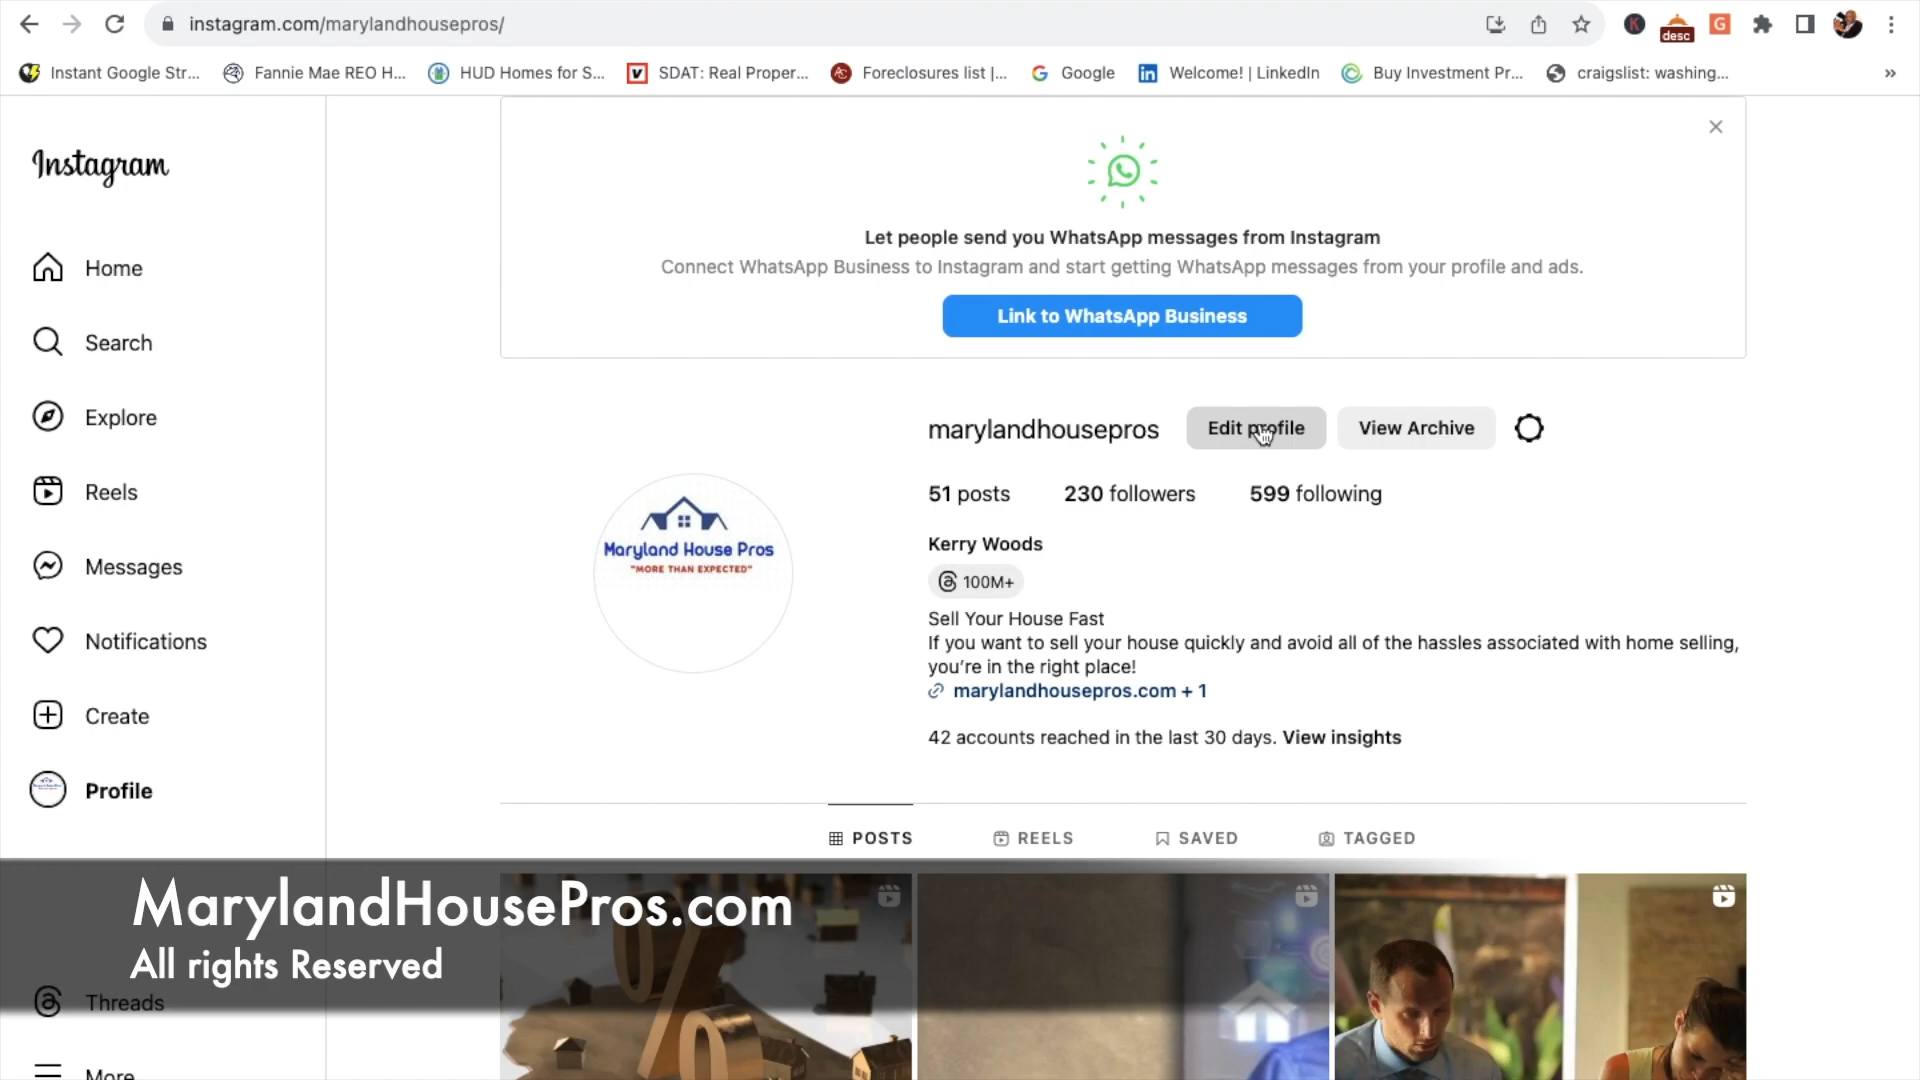 instagram.com/marylandhousepros/
desc
G
K
Instant Google Str...
Fannie Mae REO H...
HUD Homes for S...
SDAT: Real Proper...
Foreclosures list |...
Google
Welcome! | LinkedIn
Buy Investment Pr...
craigslist: washing...
»
Instagram
Home
Search
Explore
Reels
Messages
Notifications
Create
Profile
Threads
More
Let people send you WhatsApp messages from Instagram
Connect WhatsApp Business to Instagram and start getting WhatsApp messages from your profile and ads.
Link to WhatsApp Business
marylandhousepros
Edit profile
View Archive
51 posts
230 followers
599 following
Maryland House Pros
"MORE THAN EXPECTED"
Kerry Woods
100M+
Sell Your House Fast
If you want to sell your house quickly and avoid all of the hassles associated with home selling,
you're in the right place!
marylandhousepros.com + 1
42 accounts reached in the last 30 days. View insights
POSTS
REELS
SAVED
TAGGED
MarylandHousePros.com
All rights Reserved
%